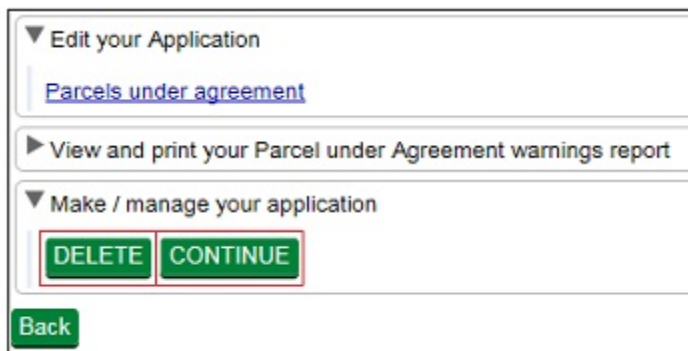 Edit your Application
Parcels under agreement
View and print your Parcel under Agreement warnings report
Make / manage your application
DELETE CONTINUE
Back